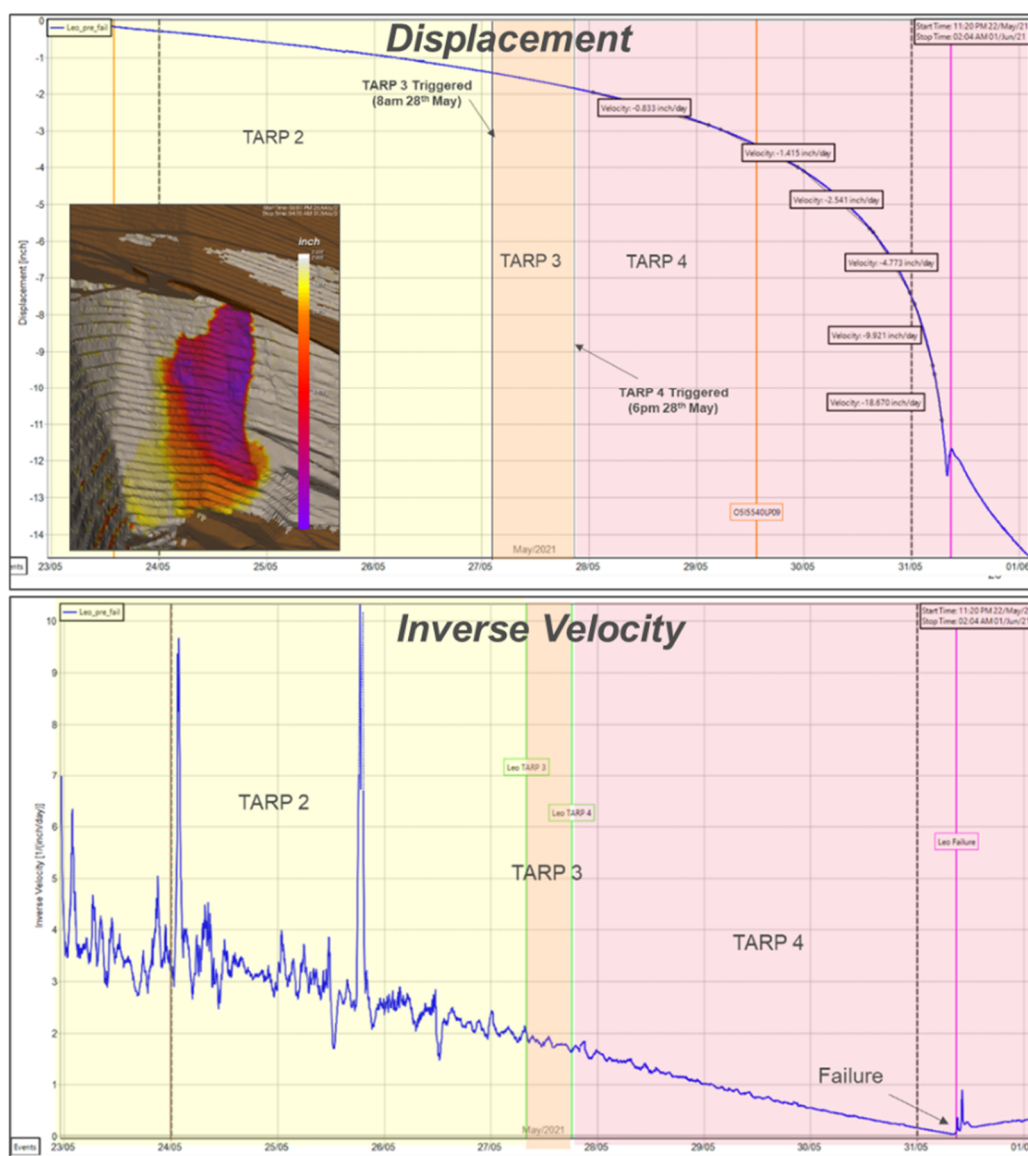 Displacement
Leo_pre_fail
Start Time: 11:20 PM 22/May/21
Stop Time: 02:04 AM 01/Jun/21
0
-1
-2
-3
-4
-5
-6
-7
-8
-9
-10
-11
-12
-13
-14
Displacement [inch]
TARP 3 Triggered
(8am 28th May)
TARP 2
Velocity: -0.833 inch/day
Velocity: -1.415 inch/day
Velocity: -2.541 inch/day
TARP 3
TARP 4
Velocity: -4.773 inch/day
inch
Velocity: -9.921 inch/day
TARP 4 Triggered
(6pm 28th May)
Velocity: -18.670 inch/day
OSI5540LP09
May/2021
23/05
24/05
25/05
26/05
27/05
28/05
29/05
30/05
31/05
01/06
Inverse Velocity
Leo_pre_fail
Start Time: 11:20 PM 22/May/2
Stop Time: 02:04 AM 01/Jun/21
10
9
8
7
6
5
4
3
2
1
0
Inverse Velocity [1/(inch/day)]
Leo TARP 3
TARP 2
Leo TARP 4
Leo Failure
TARP 3
TARP 4
Failure
May/2021
Events
23/05
24/05
25/05
26/05
27/05
28/05
29/05
30/05
31/05
01/0